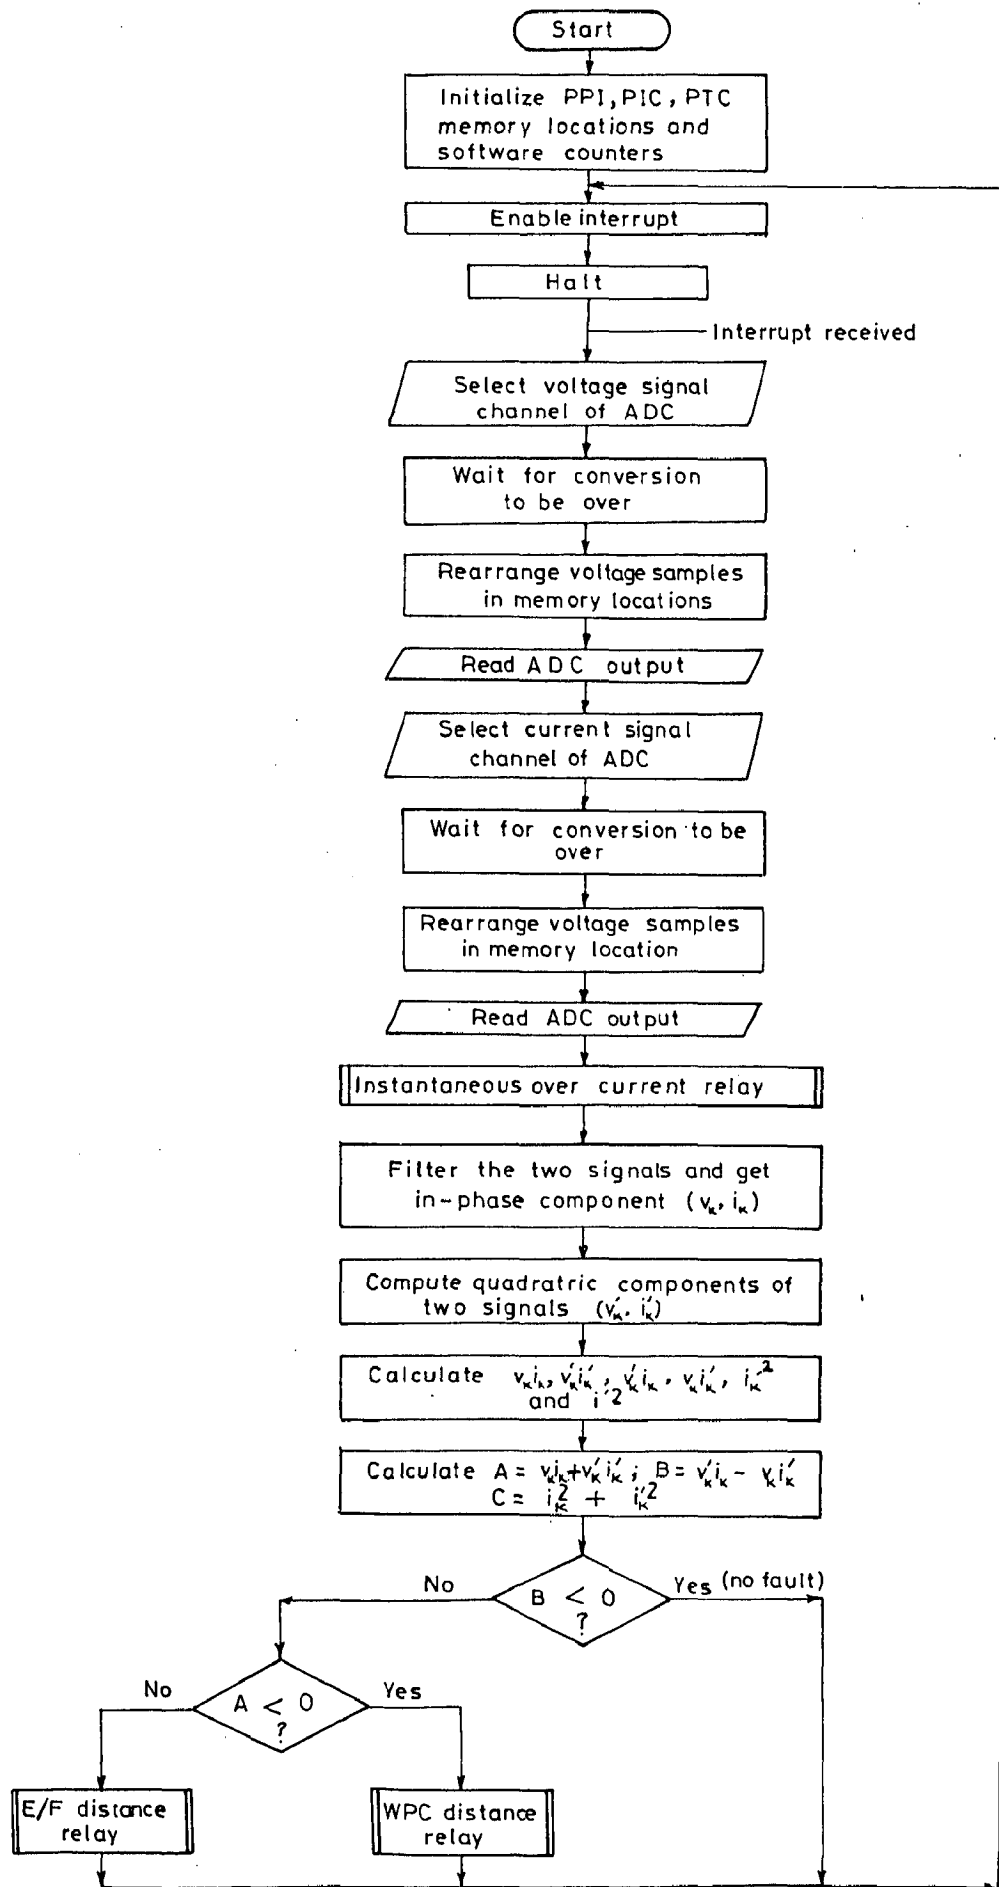 Start
Initialize PPI, PIC, PTC
memory locations and
software counters
Enable interrupt
Halt
Interrupt received
Select voltage signal
channel of ADC
Wait for conversion
to be over
Rearrange voltage samples
in memory locations
Read ADC output
Select current signal
channel of ADC
Wait for conversion to be
over
Rearrange voltage samples
in memory location
Read ADC output
Instantaneous over current relay
Filter the two signals and get
in-phase component (vₖ, iₖ)
Compute quadratric components of
two signals (v′ₖ, i′ₖ)
Calculate vₖiₖ, v′ₖi′ₖ, v′ₖiₖ, vₖi′ₖ, iₖ²
and i′²
Calculate A = vₖiₖ + v′ₖi′ₖ ; B = v′ₖiₖ - vₖi′ₖ
C = iₖ² + i′ₖ²
No
B < 0
?
Yes (no fault)
No
A < 0
?
Yes
E/F distance
relay
WPC distance
relay